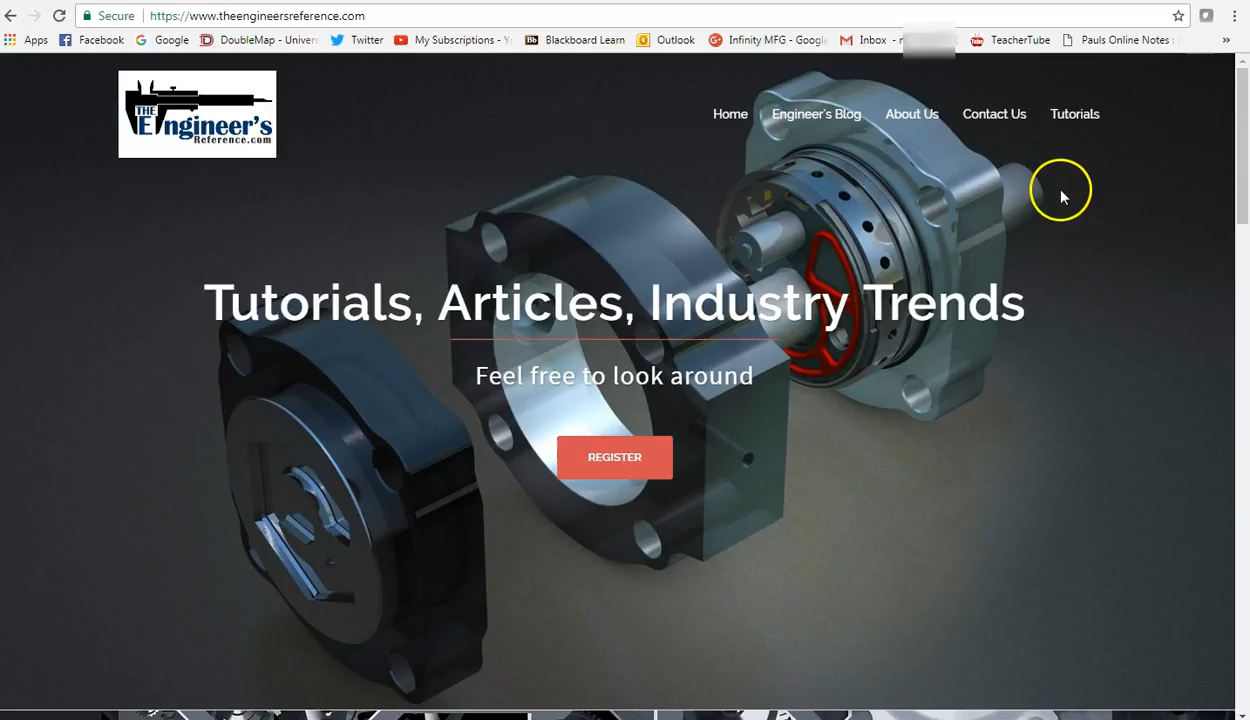 Secure https://www.theengineersreference.com
Apps Facebook Google DoubleMap - Univer Twitter My Subscriptions - Y Blackboard Learn Outlook Infinity MFG - Google Inbox TeacherTube Pauls Online Notes : »
THE Engineer's Reference.com
Home Engineer's Blog About Us Contact Us Tutorials
Tutorials, Articles, Industry Trends
Feel free to look around
REGISTER